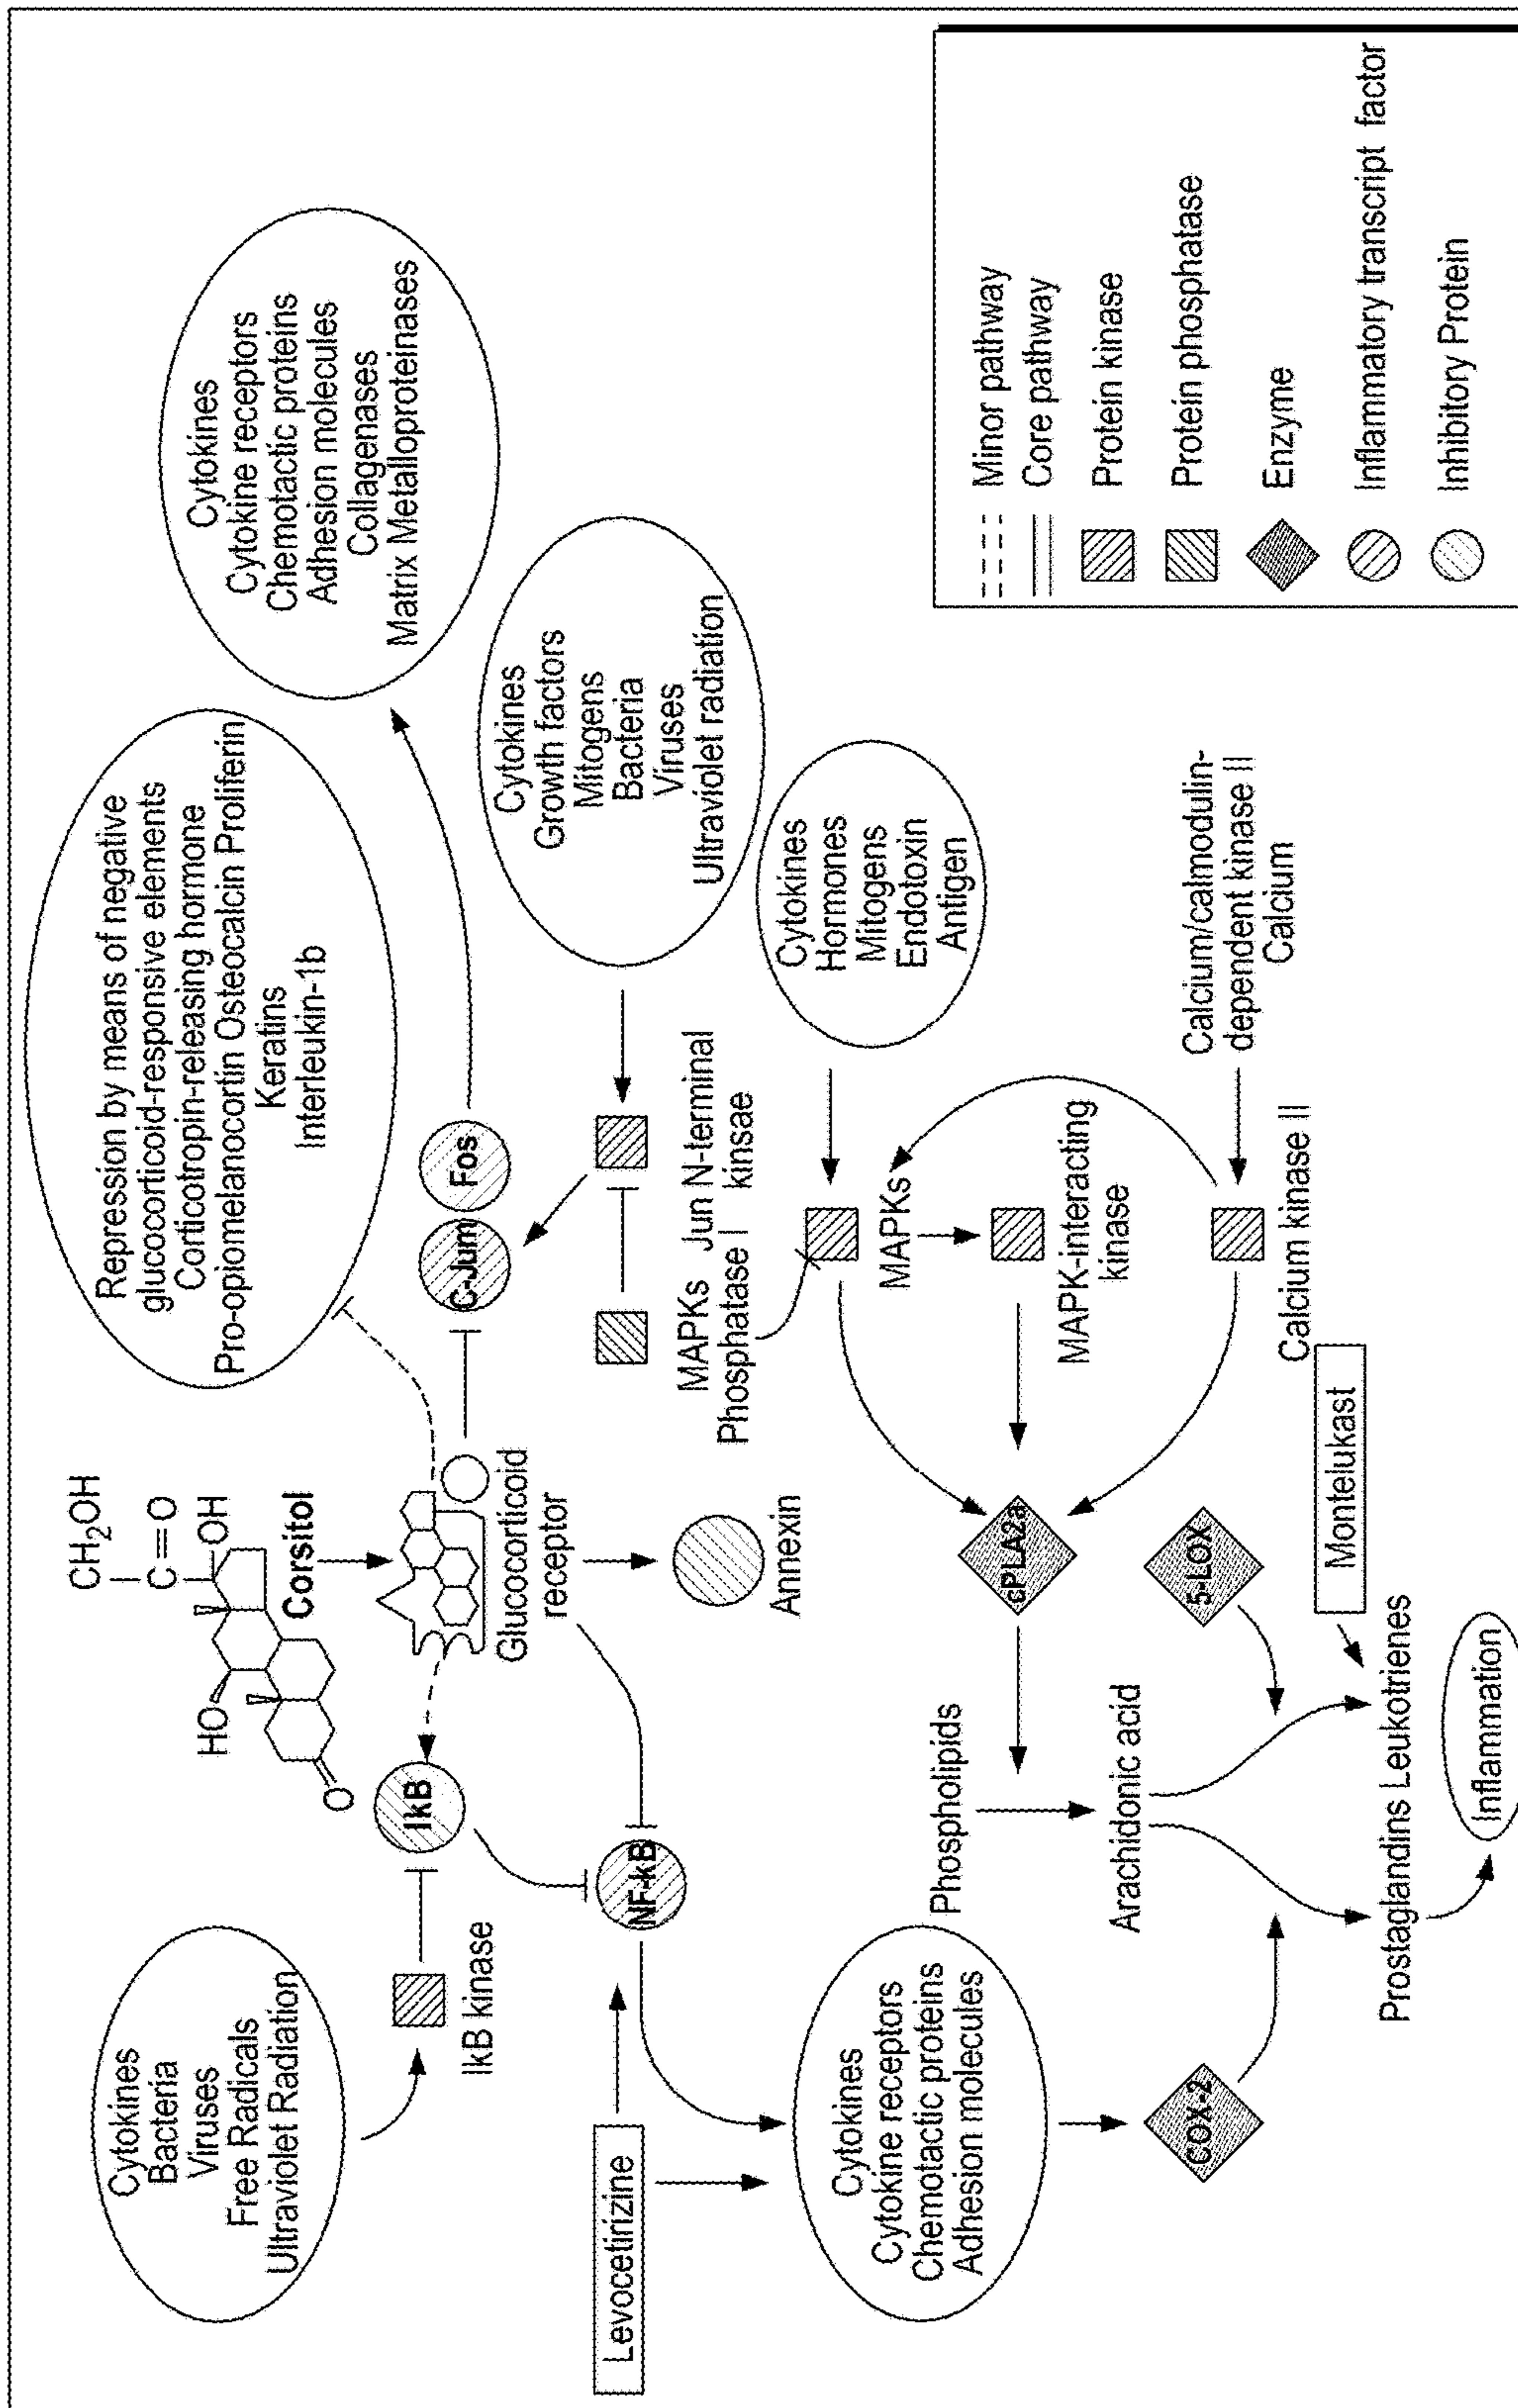 CH₂OH
C=O
OH
HO
O
Corsitol
Cytokines
Bacteria
Viruses
Free Radicals
Ultraviolet Radiation
IkB kinase
IkB
Glucocorticoid
receptor
Repression by means of negative
glucocorticoid-responsive elements
Corticotropin-releasing hormone
Pro-opiomelanocortin Osteocalcin Proliferin
Keratins
Interleukin-1b
Cytokines
Cytokine receptors
Chemotactic proteins
Adhesion molecules
Collagenases
Matrix Metalloproteinases
C-Jum
Fos
Levocetirizine
NF-kB
Annexin
MAPKs
Phosphatase I
Jun N-terminal
kinsae
Cytokines
Growth factors
Mitogens
Bacteria
Viruses
Ultraviolet radiation
Cytokines
Cytokine receptors
Chemotactic proteins
Adhesion molecules
Phospholipids
cPLA2a
MAPKs
MAPK-interacting
kinase
Cytokines
Hormones
Mitogens
Endotoxin
Antigen
COX-2
Arachidonic acid
5-LOX
Calcium kinase II
Calcium/calmodulin-
dependent kinase II
Calcium
Montelukast
Prostaglandins Leukotrienes
Inflammation
Minor pathway
Core pathway
Protein kinase
Protein phosphatase
Enzyme
Inflammatory transcript factor
Inhibitory Protein